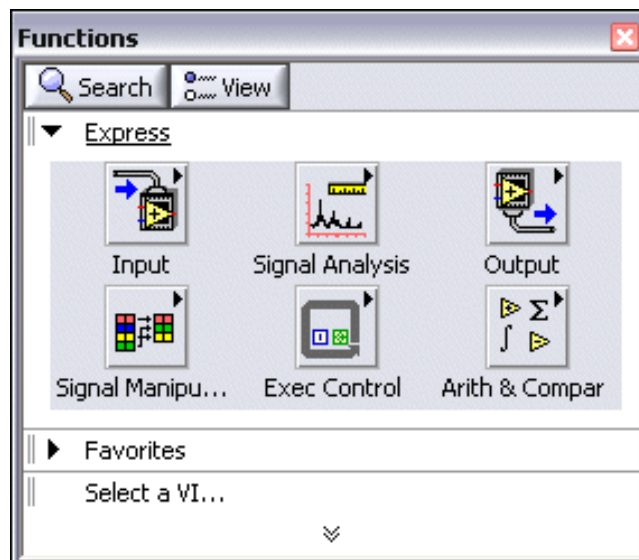 Functions
Search View
Express
Input Signal Analysis Output
Signal Manipu... Exec Control Arith & Compar
Favorites
Select a VI...